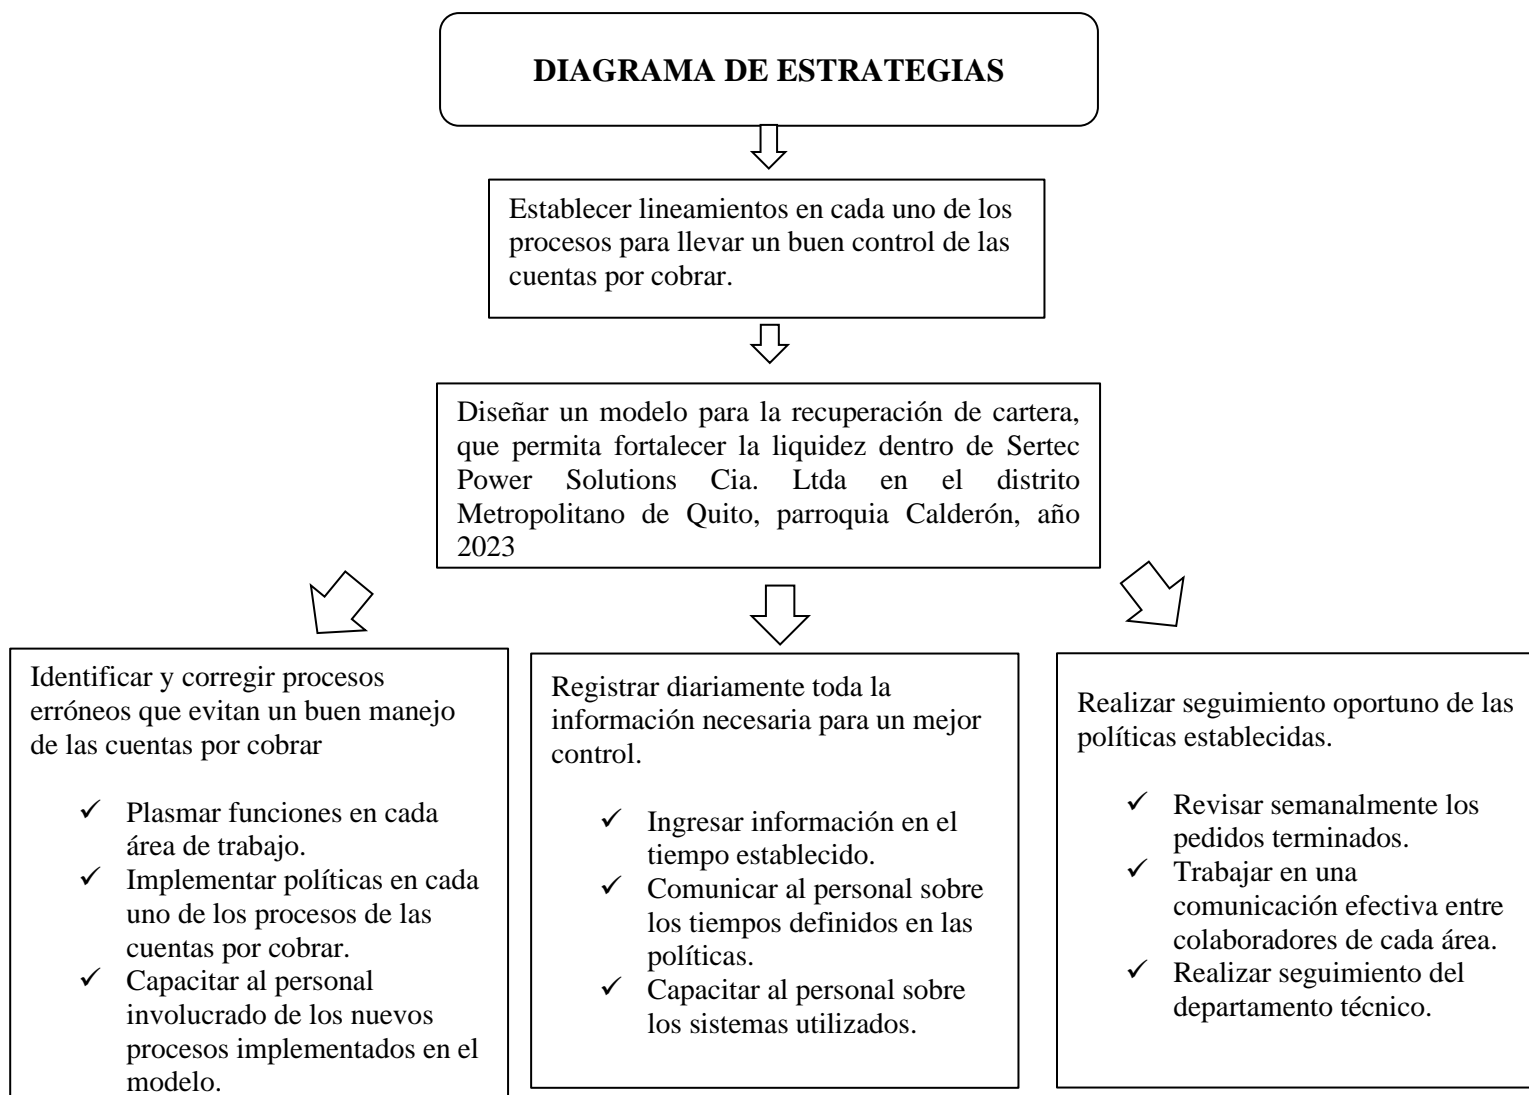 DIAGRAMA DE ESTRATEGIAS
Establecer lineamientos en cada uno de los
procesos para llevar un buen control de las
cuentas por cobrar.
Diseñar un modelo para la recuperación de cartera,
que permita fortalecer la liquidez dentro de Sertec
Power Solutions Cia. Ltda en el distrito
Metropolitano de Quito, parroquia Calderón, año
2023
Identificar y corregir procesos
erróneos que evitan un buen manejo
de las cuentas por cobrar
✓ Plasmar funciones en cada
área de trabajo.
✓ Implementar políticas en cada
uno de los procesos de las
cuentas por cobrar.
✓ Capacitar al personal
involucrado de los nuevos
procesos implementados en el
modelo.
Registrar diariamente toda la
información necesaria para un mejor
control.
✓ Ingresar información en el
tiempo establecido.
✓ Comunicar al personal sobre
los tiempos definidos en las
políticas.
✓ Capacitar al personal sobre
los sistemas utilizados.
Realizar seguimiento oportuno de las
políticas establecidas.
✓ Revisar semanalmente los
pedidos terminados.
✓ Trabajar en una
comunicación efectiva entre
colaboradores de cada área.
✓ Realizar seguimiento del
departamento técnico.